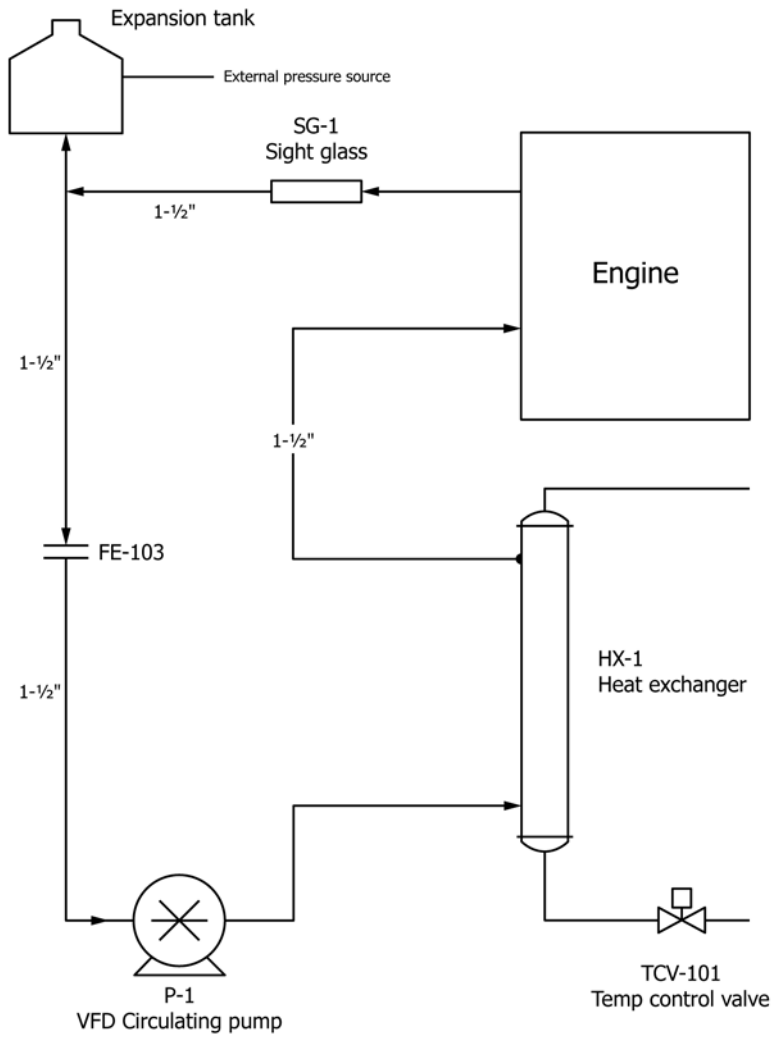 Expansion tank
External pressure source
SG-1
Sight glass
1-½"
Engine
1-½"
1-½"
FE-103
HX-1
Heat exchanger
1-½"
TCV-101
Temp control valve
P-1
VFD Circulating pump